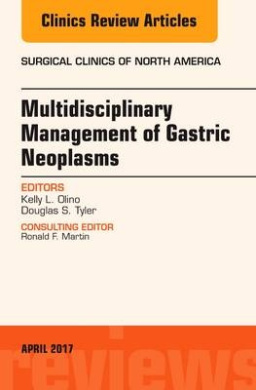 Clinics Review Articles
SURGICAL CLINICS OF NORTH AMERICA
Multidisciplinary
Management of Gastric
Neoplasms
EDITORS
Kelly L. Olino
Douglas S. Tyler
CONSULTING EDITOR
Ronald F. Martin
APRIL 2017
reviews